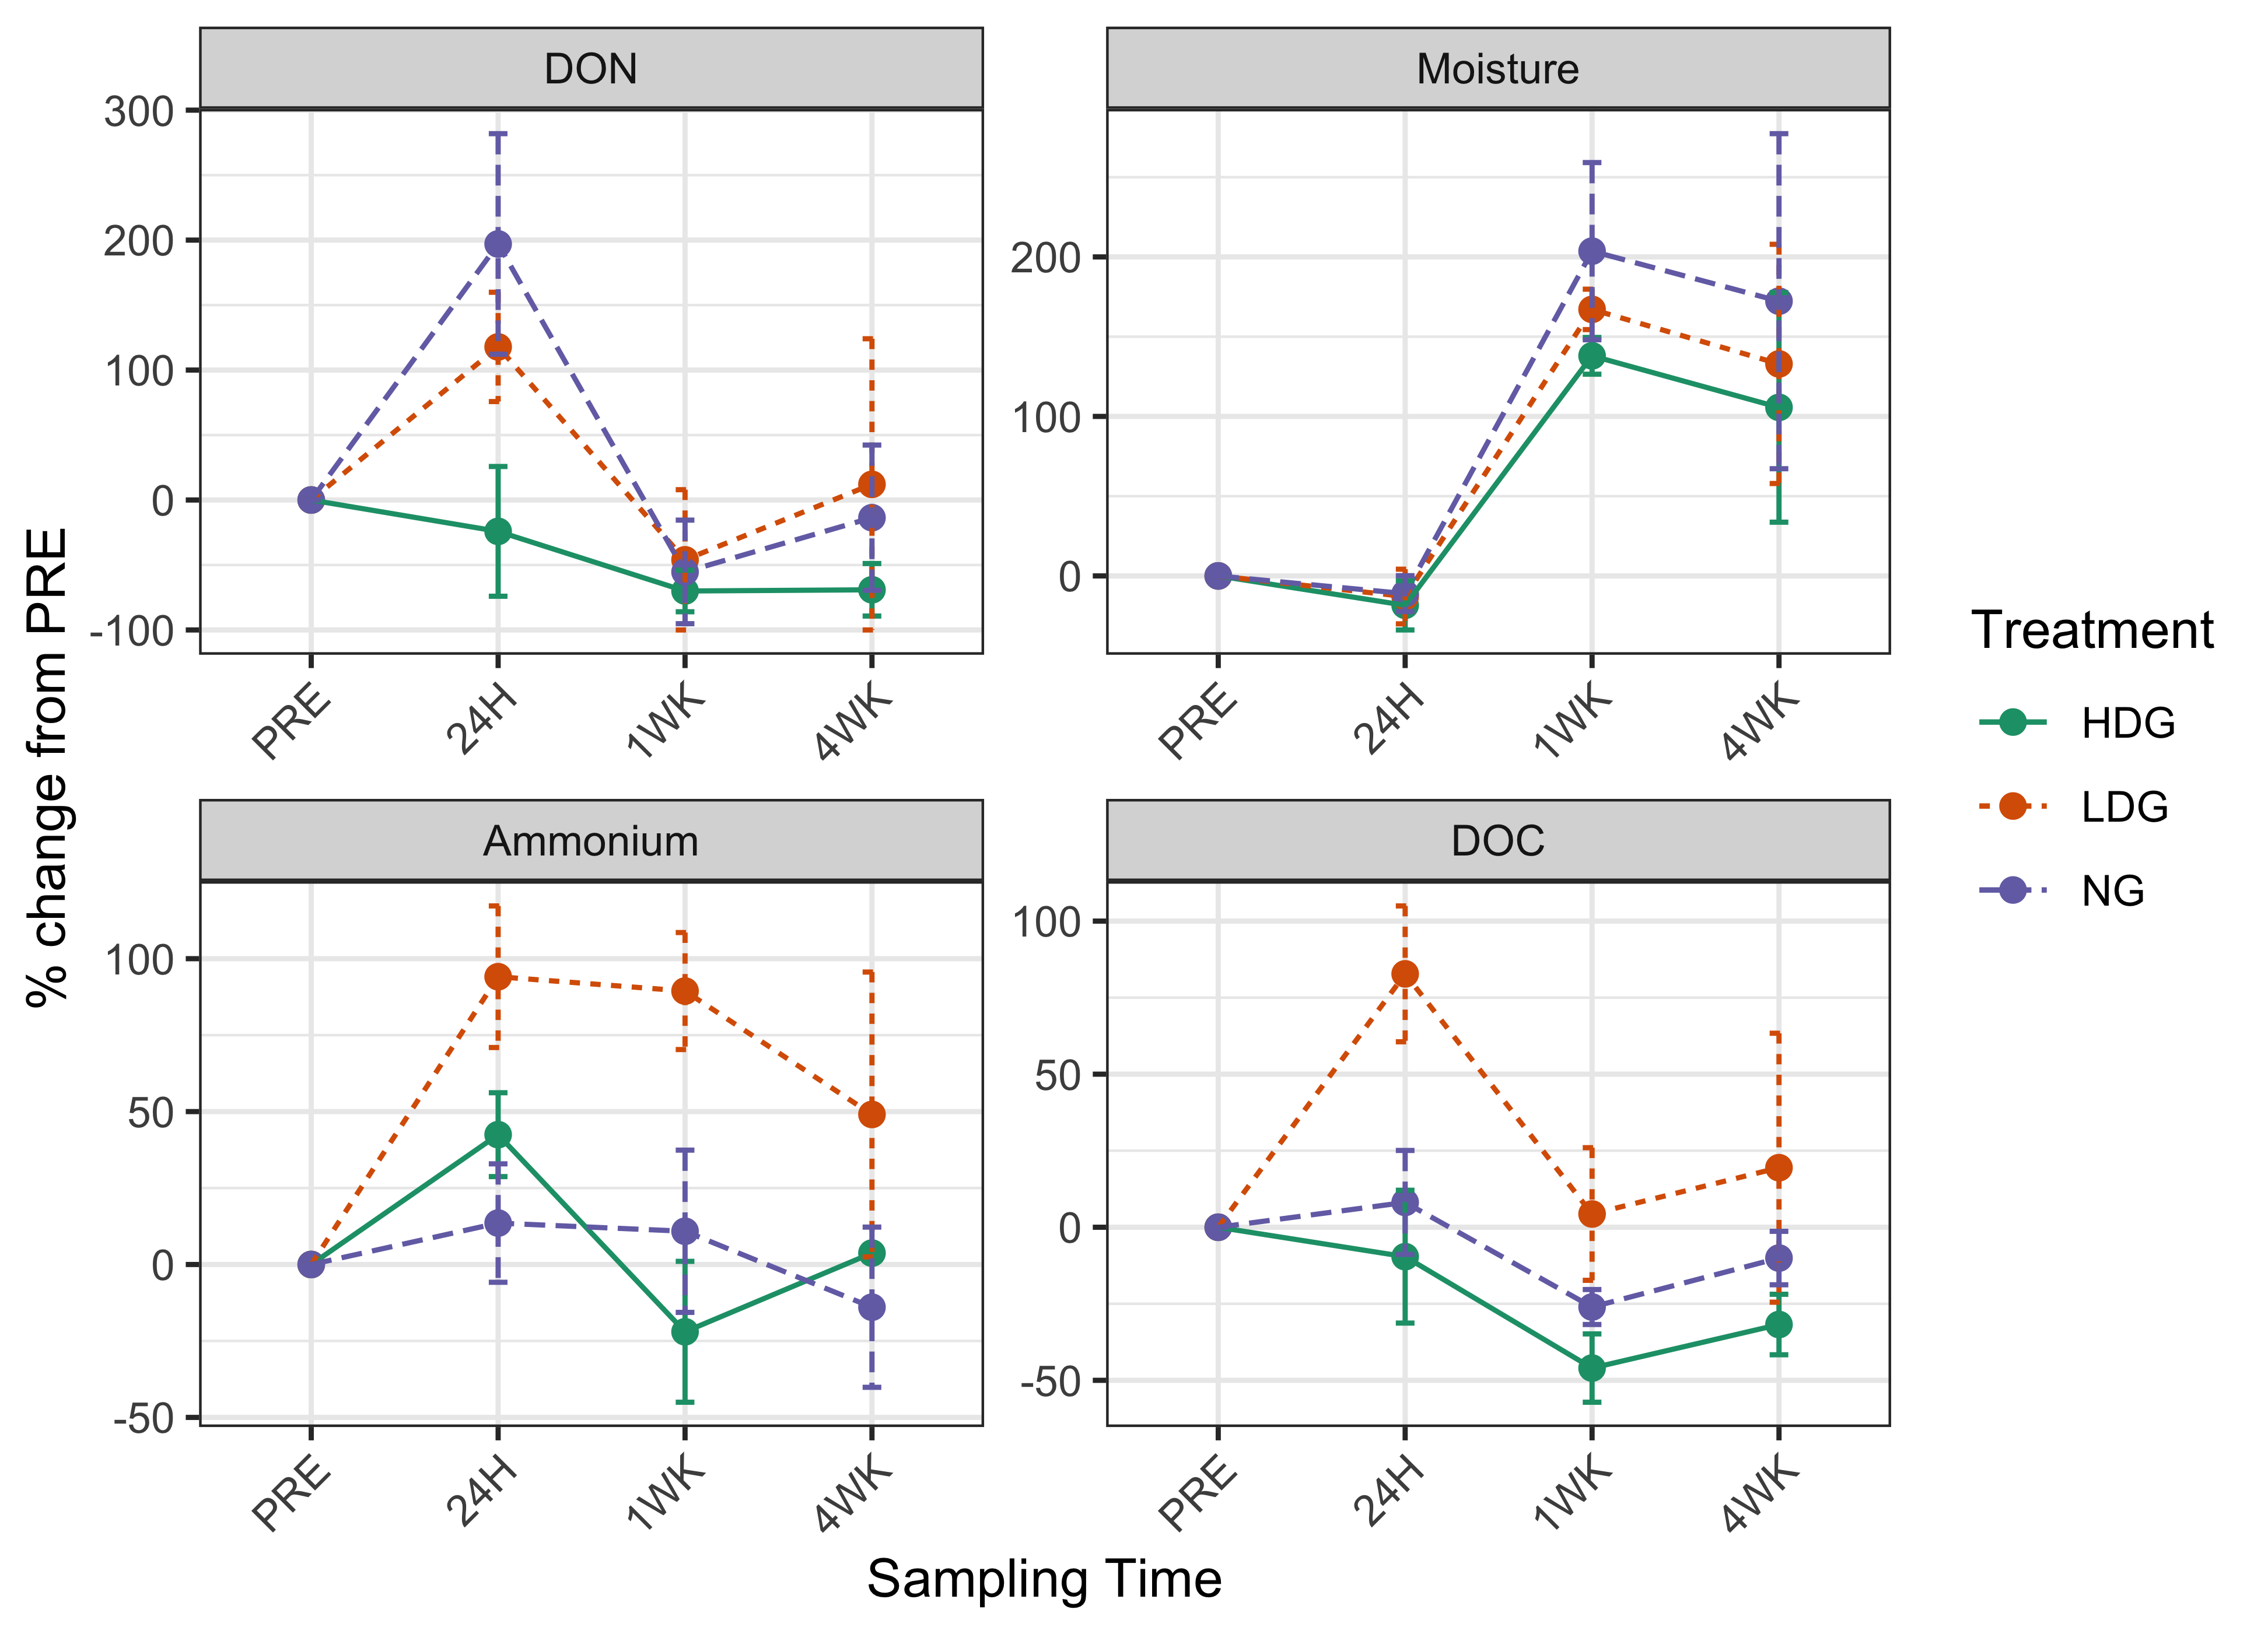 DON
Moisture
300
200
100
0
-100
200
100
0
PRE
24H
1WK
4WK
PRE
24H
1WK
4WK
% change from PRE
Treatment
HDG
LDG
NG
Ammonium
DOC
100
50
0
-50
100
50
0
-50
PRE
24H
1WK
4WK
PRE
24H
1WK
4WK
Sampling Time